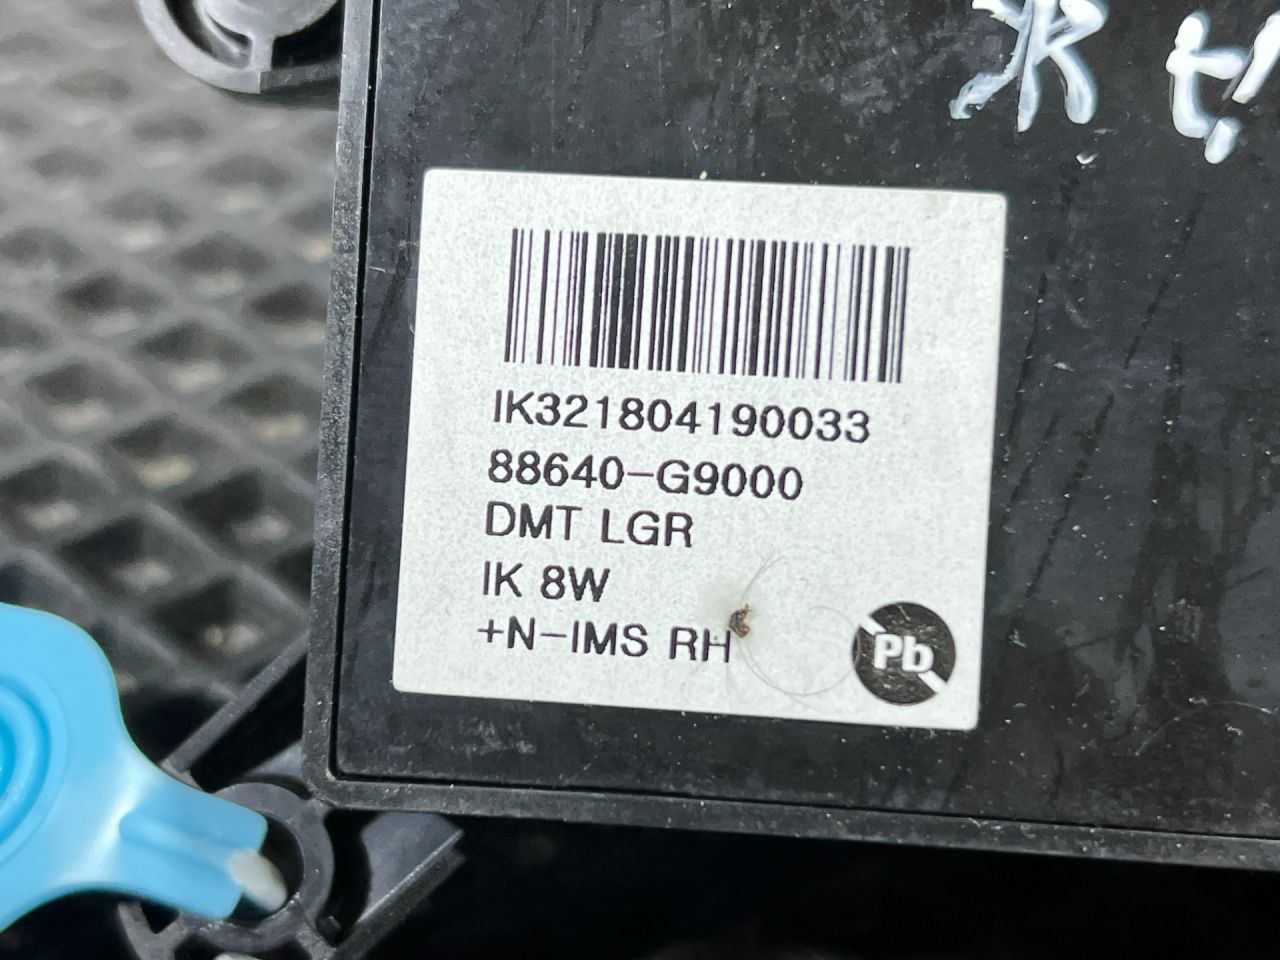 IK321804190033
88640-G9000
DMT LGR
IK 8W
+N-IMS RH
Pb